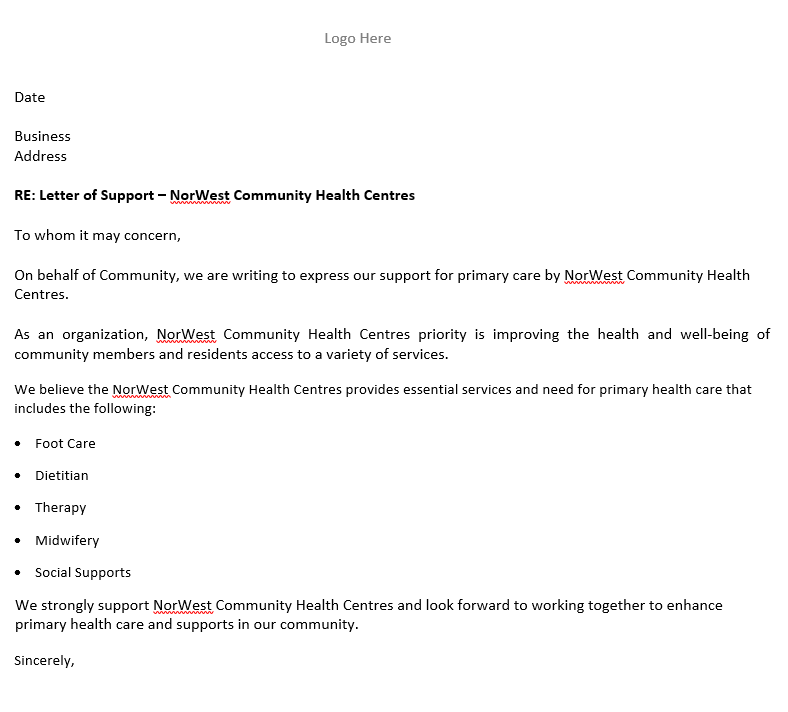 Logo Here
Date
Business
Address
RE: Letter of Support – NorWest Community Health Centres
To whom it may concern,
On behalf of Community, we are writing to express our support for primary care by NorWest Community Health
Centres.
As an organization, NorWest Community Health Centres priority is improving the health and well-being of
community members and residents access to a variety of services.
We believe the NorWest Community Health Centres provides essential services and need for primary health care that
includes the following:
• Foot Care
• Dietitian
• Therapy
• Midwifery
• Social Supports
We strongly support NorWest Community Health Centres and look forward to working together to enhance
primary health care and supports in our community.
Sincerely,